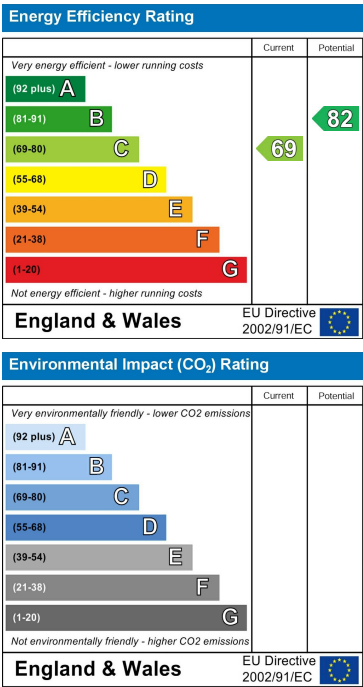 Energy Efficiency Rating
Current Potential
Very energy efficient - lower running costs
(92 plus) A
(81-91) B 82
(69-80) C 69
(55-68) D
(39-54) E
(21-38) F
(1-20) G
Not energy efficient - higher running costs
England & Wales EU Directive
2002/91/EC
Environmental Impact (CO₂) Rating
Current Potential
Very environmentally friendly - lower CO2 emissions
(92 plus) A
(81-91) B
(69-80) C
(55-68) D
(39-54) E
(21-38) F
(1-20) G
Not environmentally friendly - higher CO2 emissions
England & Wales EU Directive
2002/91/EC